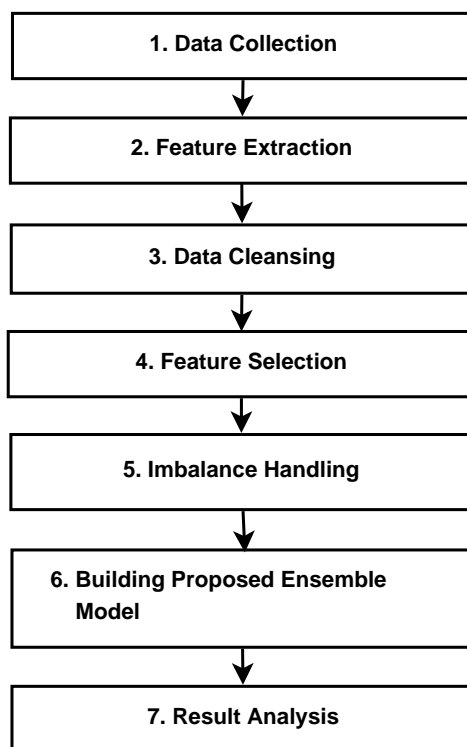 1. Data Collection
2. Feature Extraction
3. Data Cleansing
4. Feature Selection
5. Imbalance Handling
6. Building Proposed Ensemble
Model
7. Result Analysis